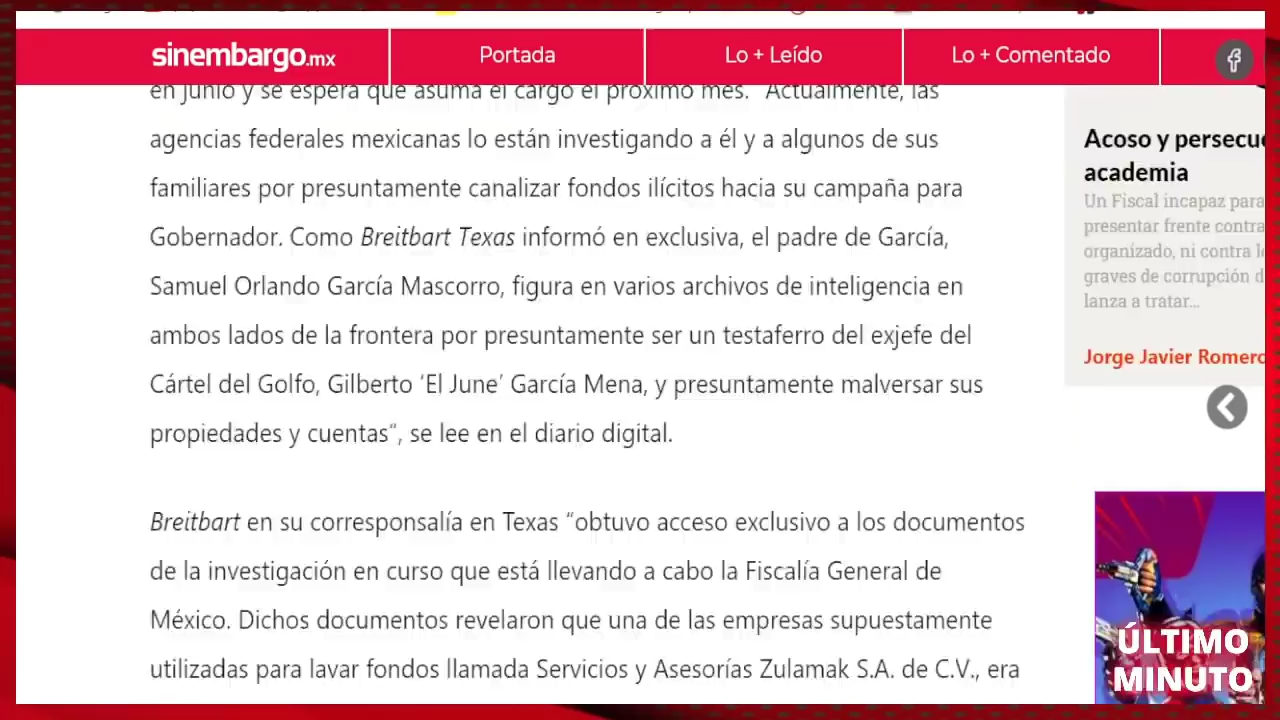 sinembargo.mx
Portada
Lo + Leído
Lo + Comentado
en junio y se espera que asuma el cargo el próximo mes. “Actualmente, las
agencias federales mexicanas lo están investigando a él y a algunos de sus
familiares por presuntamente canalizar fondos ilícitos hacia su campaña para
Gobernador. Como Breitbart Texas informó en exclusiva, el padre de García,
Samuel Orlando García Mascorro, figura en varios archivos de inteligencia en
ambos lados de la frontera por presuntamente ser un testaferro del exjefe del
Cártel del Golfo, Gilberto ‘El June’ García Mena, y presuntamente malversar sus
propiedades y cuentas“, se lee en el diario digital.
Breitbart en su corresponsalía en Texas “obtuvo acceso exclusivo a los documentos
de la investigación en curso que está llevando a cabo la Fiscalía General de
México. Dichos documentos revelaron que una de las empresas supuestamente
utilizadas para lavar fondos llamada Servicios y Asesorías Zulamak S.A. de C.V., era
Acoso y persecu
academia
Un Fiscal incapaz para
presentar frente contra
organizado, ni contra l
graves de corrupción d
lanza a tratar...
Jorge Javier Romero
ÚLTIMO
MINUTO